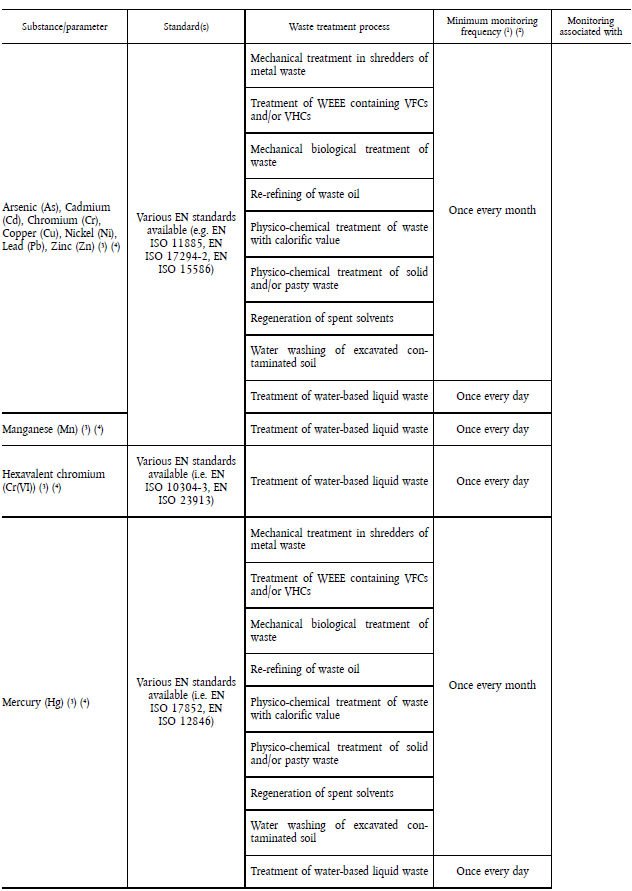 Substance/parameter
Standard(s)
Waste treatment process
Minimum monitoring
frequency (¹) (²)
Monitoring
associated with
Arsenic (As), Cadmium
(Cd), Chromium (Cr),
Copper (Cu), Nickel (Ni),
Lead (Pb), Zinc (Zn) (³) (⁴)
Various EN standards
available (e.g. EN
ISO 11885, EN
ISO 17294-2, EN
ISO 15586)
Mechanical treatment in shredders of
metal waste
Treatment of WEEE containing VFCs
and/or VHCs
Mechanical biological treatment of
waste
Re-refining of waste oil
Physico-chemical treatment of waste
with calorific value
Physico-chemical treatment of solid
and/or pasty waste
Regeneration of spent solvents
Water washing of excavated con-
taminated soil
Once every month
Treatment of water-based liquid waste
Once every day
Manganese (Mn) (³) (⁴)
Treatment of water-based liquid waste
Once every day
Hexavalent chromium
(Cr(VI)) (³) (⁴)
Various EN standards
available (i.e. EN
ISO 10304-3, EN
ISO 23913)
Treatment of water-based liquid waste
Once every day
Mercury (Hg) (³) (⁴)
Various EN standards
available (i.e. EN
ISO 17852, EN
ISO 12846)
Mechanical treatment in shredders of
metal waste
Treatment of WEEE containing VFCs
and/or VHCs
Mechanical biological treatment of
waste
Re-refining of waste oil
Physico-chemical treatment of waste
with calorific value
Physico-chemical treatment of solid
and/or pasty waste
Regeneration of spent solvents
Water washing of excavated con-
taminated soil
Once every month
Treatment of water-based liquid waste
Once every day